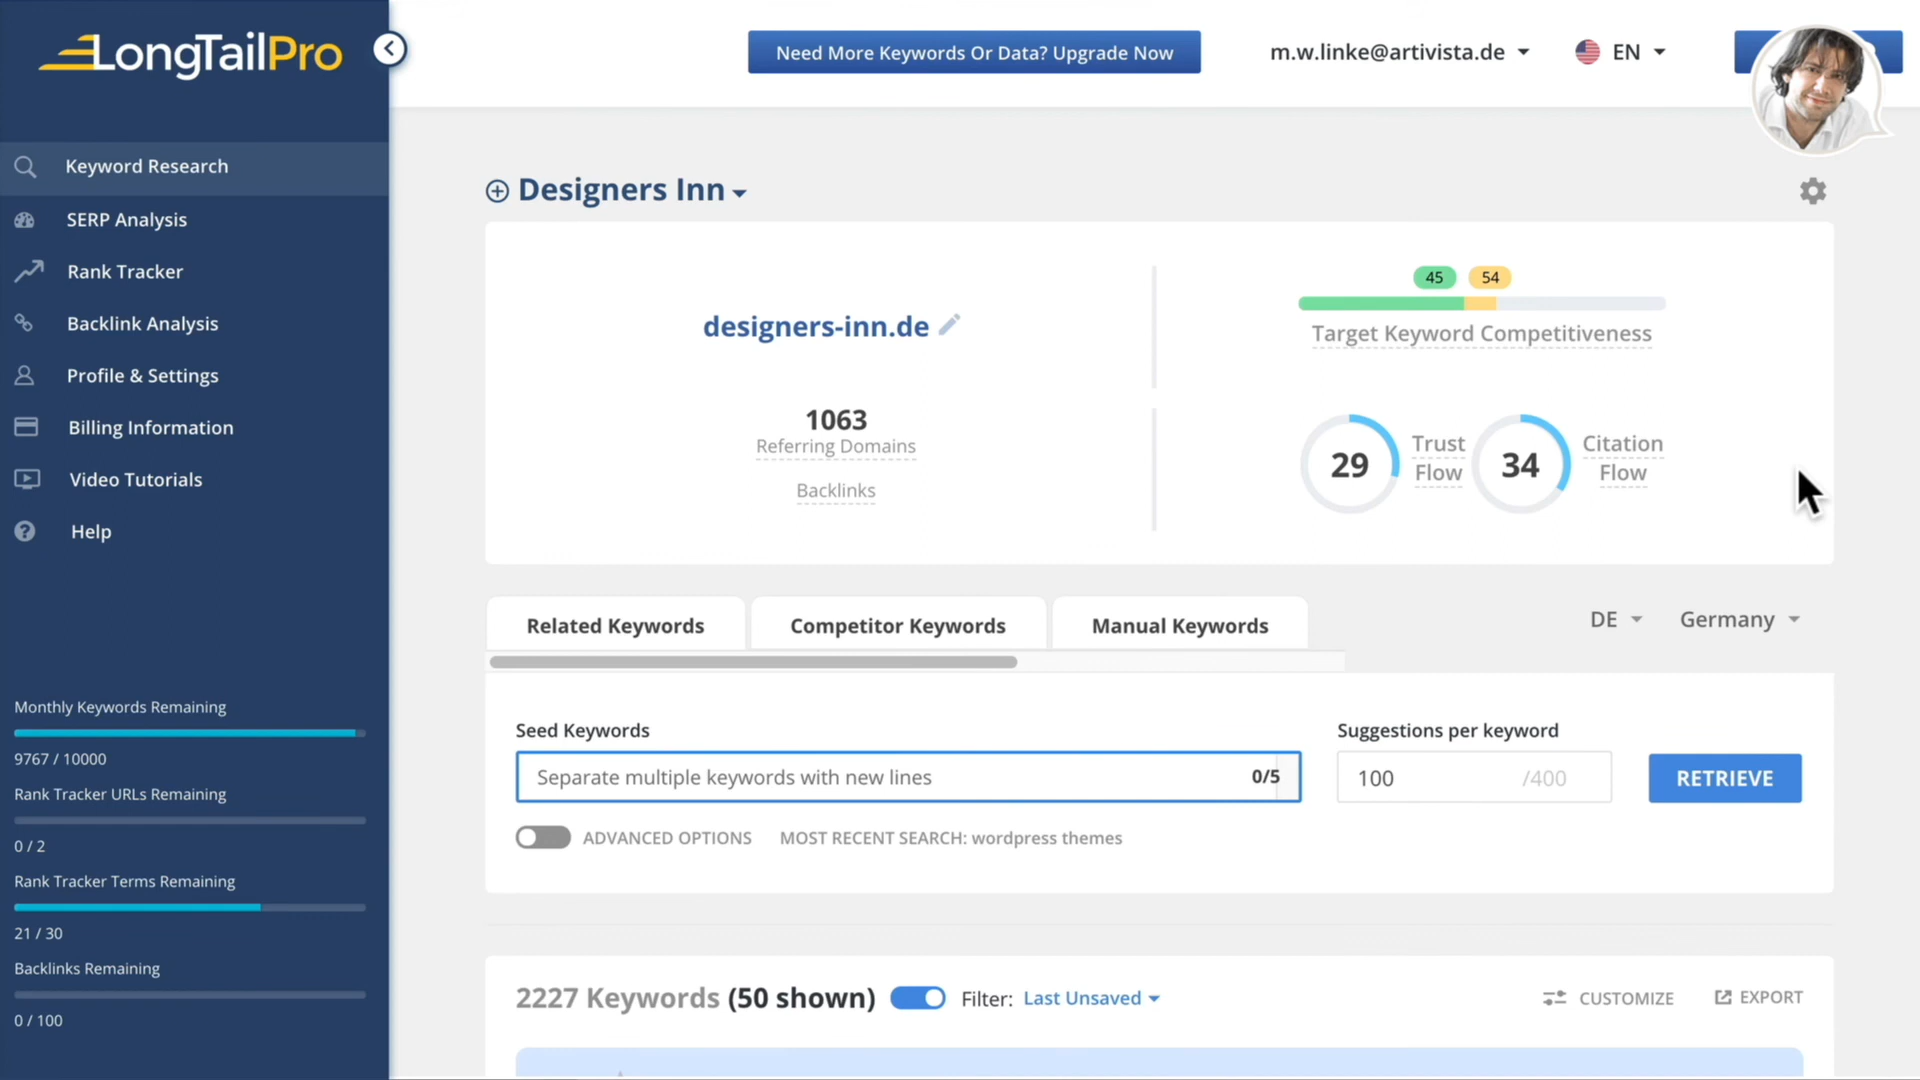 LongTailPro
Need More Keywords Or Data? Upgrade Now
m.w.linke@artivista.de
EN
Keyword Research
SERP Analysis
Rank Tracker
Backlink Analysis
Profile & Settings
Billing Information
Video Tutorials
Help
Monthly Keywords Remaining
9767 / 10000
Rank Tracker URLs Remaining
0 / 2
Rank Tracker Terms Remaining
21 / 30
Backlinks Remaining
0 / 100
Designers Inn
designers-inn.de
1063
Referring Domains
Backlinks
45 54
Target Keyword Competitiveness
29 Trust Flow
34 Citation Flow
Related Keywords
Competitor Keywords
Manual Keywords
DE
Germany
Seed Keywords
Separate multiple keywords with new lines 0/5
Suggestions per keyword
100 /400
RETRIEVE
ADVANCED OPTIONS
MOST RECENT SEARCH: wordpress themes
2227 Keywords (50 shown)
Filter: Last Unsaved
CUSTOMIZE
EXPORT